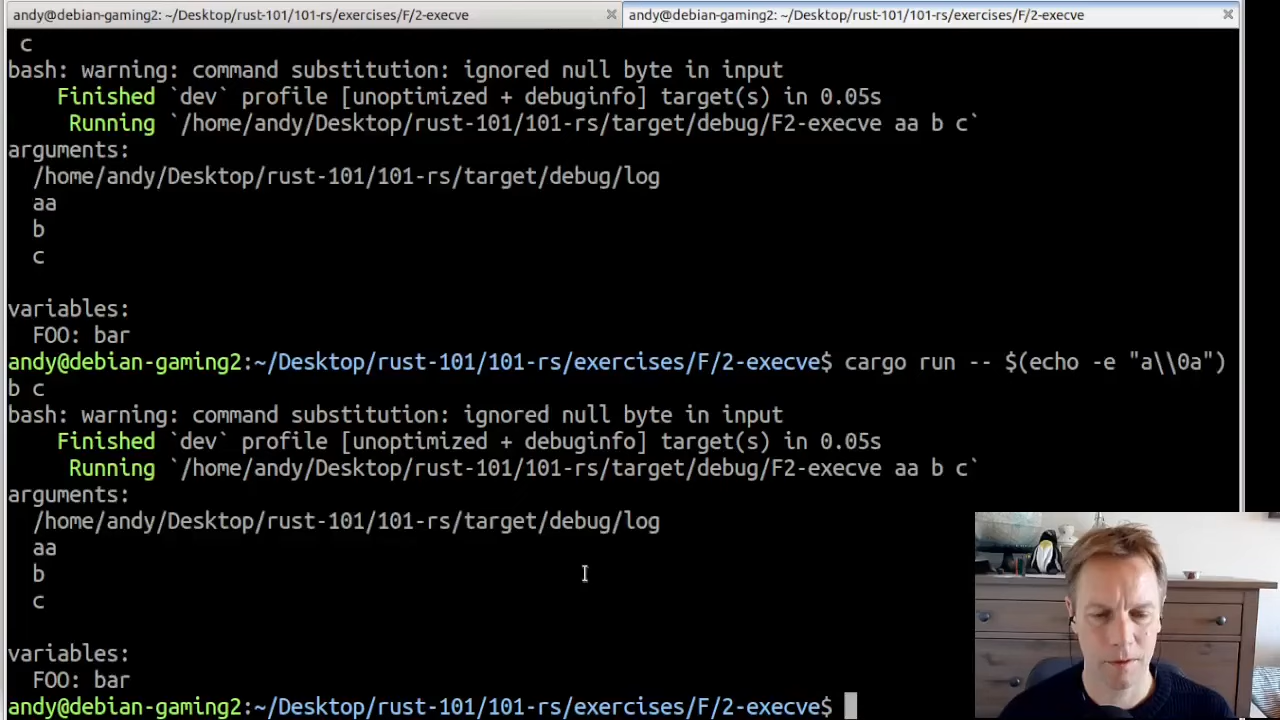 andy@debian-gaming2: ~/Desktop/rust-101/101-rs/exercises/F/2-execve
andy@debian-gaming2: ~/Desktop/rust-101/101-rs/exercises/F/2-execve
c
bash: warning: command substitution: ignored null byte in input
Finished `dev` profile [unoptimized + debuginfo] target(s) in 0.05s
Running `/home/andy/Desktop/rust-101/101-rs/target/debug/F2-execve aa b c`
arguments:
/home/andy/Desktop/rust-101/101-rs/target/debug/log
aa
b
c
variables:
FOO: bar
andy@debian-gaming2:~/Desktop/rust-101/101-rs/exercises/F/2-execve$ cargo run -- $(echo -e "a\\0a")
b c
bash: warning: command substitution: ignored null byte in input
Finished `dev` profile [unoptimized + debuginfo] target(s) in 0.05s
Running `/home/andy/Desktop/rust-101/101-rs/target/debug/F2-execve aa b c`
arguments:
/home/andy/Desktop/rust-101/101-rs/target/debug/log
aa
b
c
variables:
FOO: bar
andy@debian-gaming2:~/Desktop/rust-101/101-rs/exercises/F/2-execve$